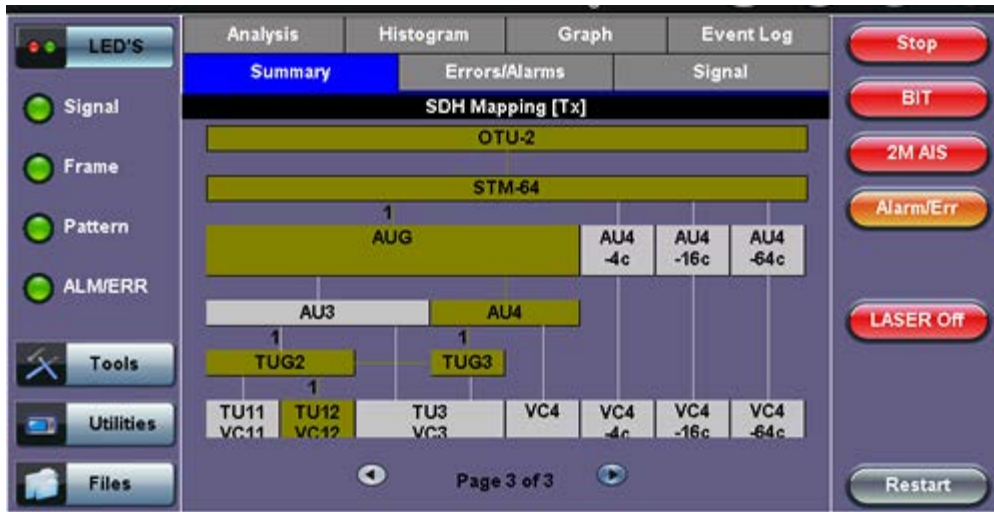 LED'S
Signal
Frame
Pattern
ALM/ERR
Tools
Utilities
Files
Analysis Histogram Graph Event Log
Summary Errors/Alarms Signal
SDH Mapping [Tx]
OTU-2
STM-64
1
AUG AU4 AU4 AU4
-4c -16c -64c
AU3 AU4
1 1
TUG2 TUG3
1
TU11 TU12 TU3 VC4 VC4 VC4 VC4
VC11 VC12 VC3 -4c -16c -64c
Page 3 of 3
Stop
BIT
2M AIS
Alarm/Err
LASER Off
Restart